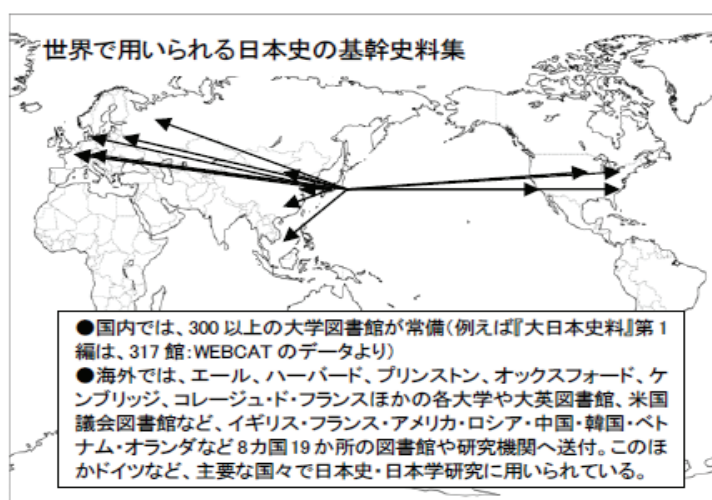 世界で用いられる日本史の基幹史料集
●国内では、300 以上の大学図書館が常備(例えば『大日本史料』第 1
編は、317 館:WEBCAT のデータより)
●海外では、エール、ハーバード、プリンストン、オックスフォード、ケ
ンブリッジ、コレージュ・ド・フランスほかの各大学や大英図書館、米国
議会図書館など、イギリス・フランス・アメリカ・ロシア・中国・韓国・ベト
ナム・オランダなど 8カ国 19 か所の図書館や研究機関へ送付。このほ
かドイツなど、主要な国々で日本史・日本学研究に用いられている。